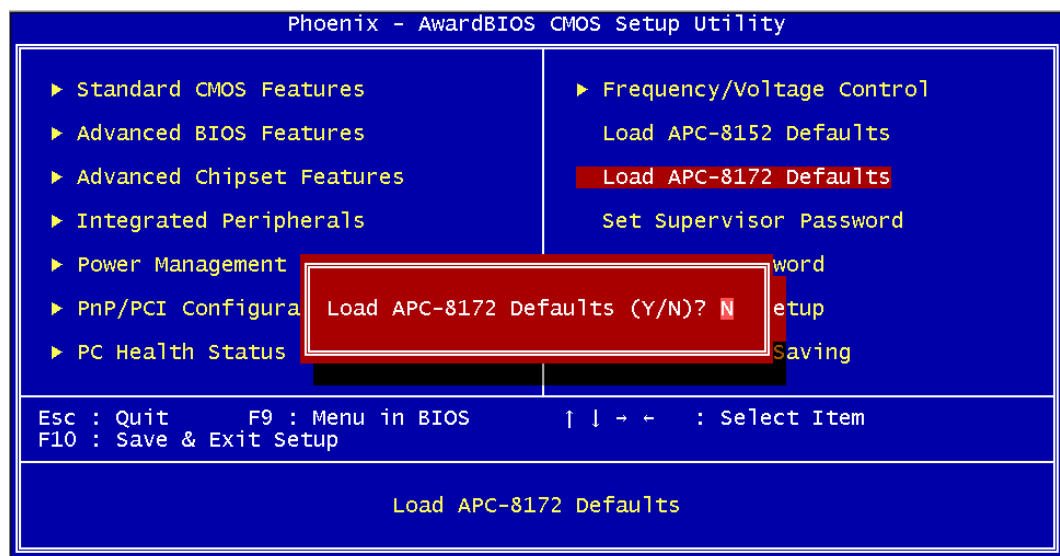 Phoenix - AwardBIOS CMOS Setup Utility
▶ Standard CMOS Features
▶ Advanced BIOS Features
▶ Advanced Chipset Features
▶ Integrated Peripherals
▶ Power Management
▶ PnP/PCI Configura
▶ PC Health Status
▶ Frequency/Voltage Control
Load APC-8152 Defaults
Load APC-8172 Defaults
Set Supervisor Password
word
etup
Saving
Load APC-8172 Defaults (Y/N)? N
Esc : Quit F9 : Menu in BIOS ↑ ↓ → ← : Select Item
F10 : Save & Exit Setup
Load APC-8172 Defaults